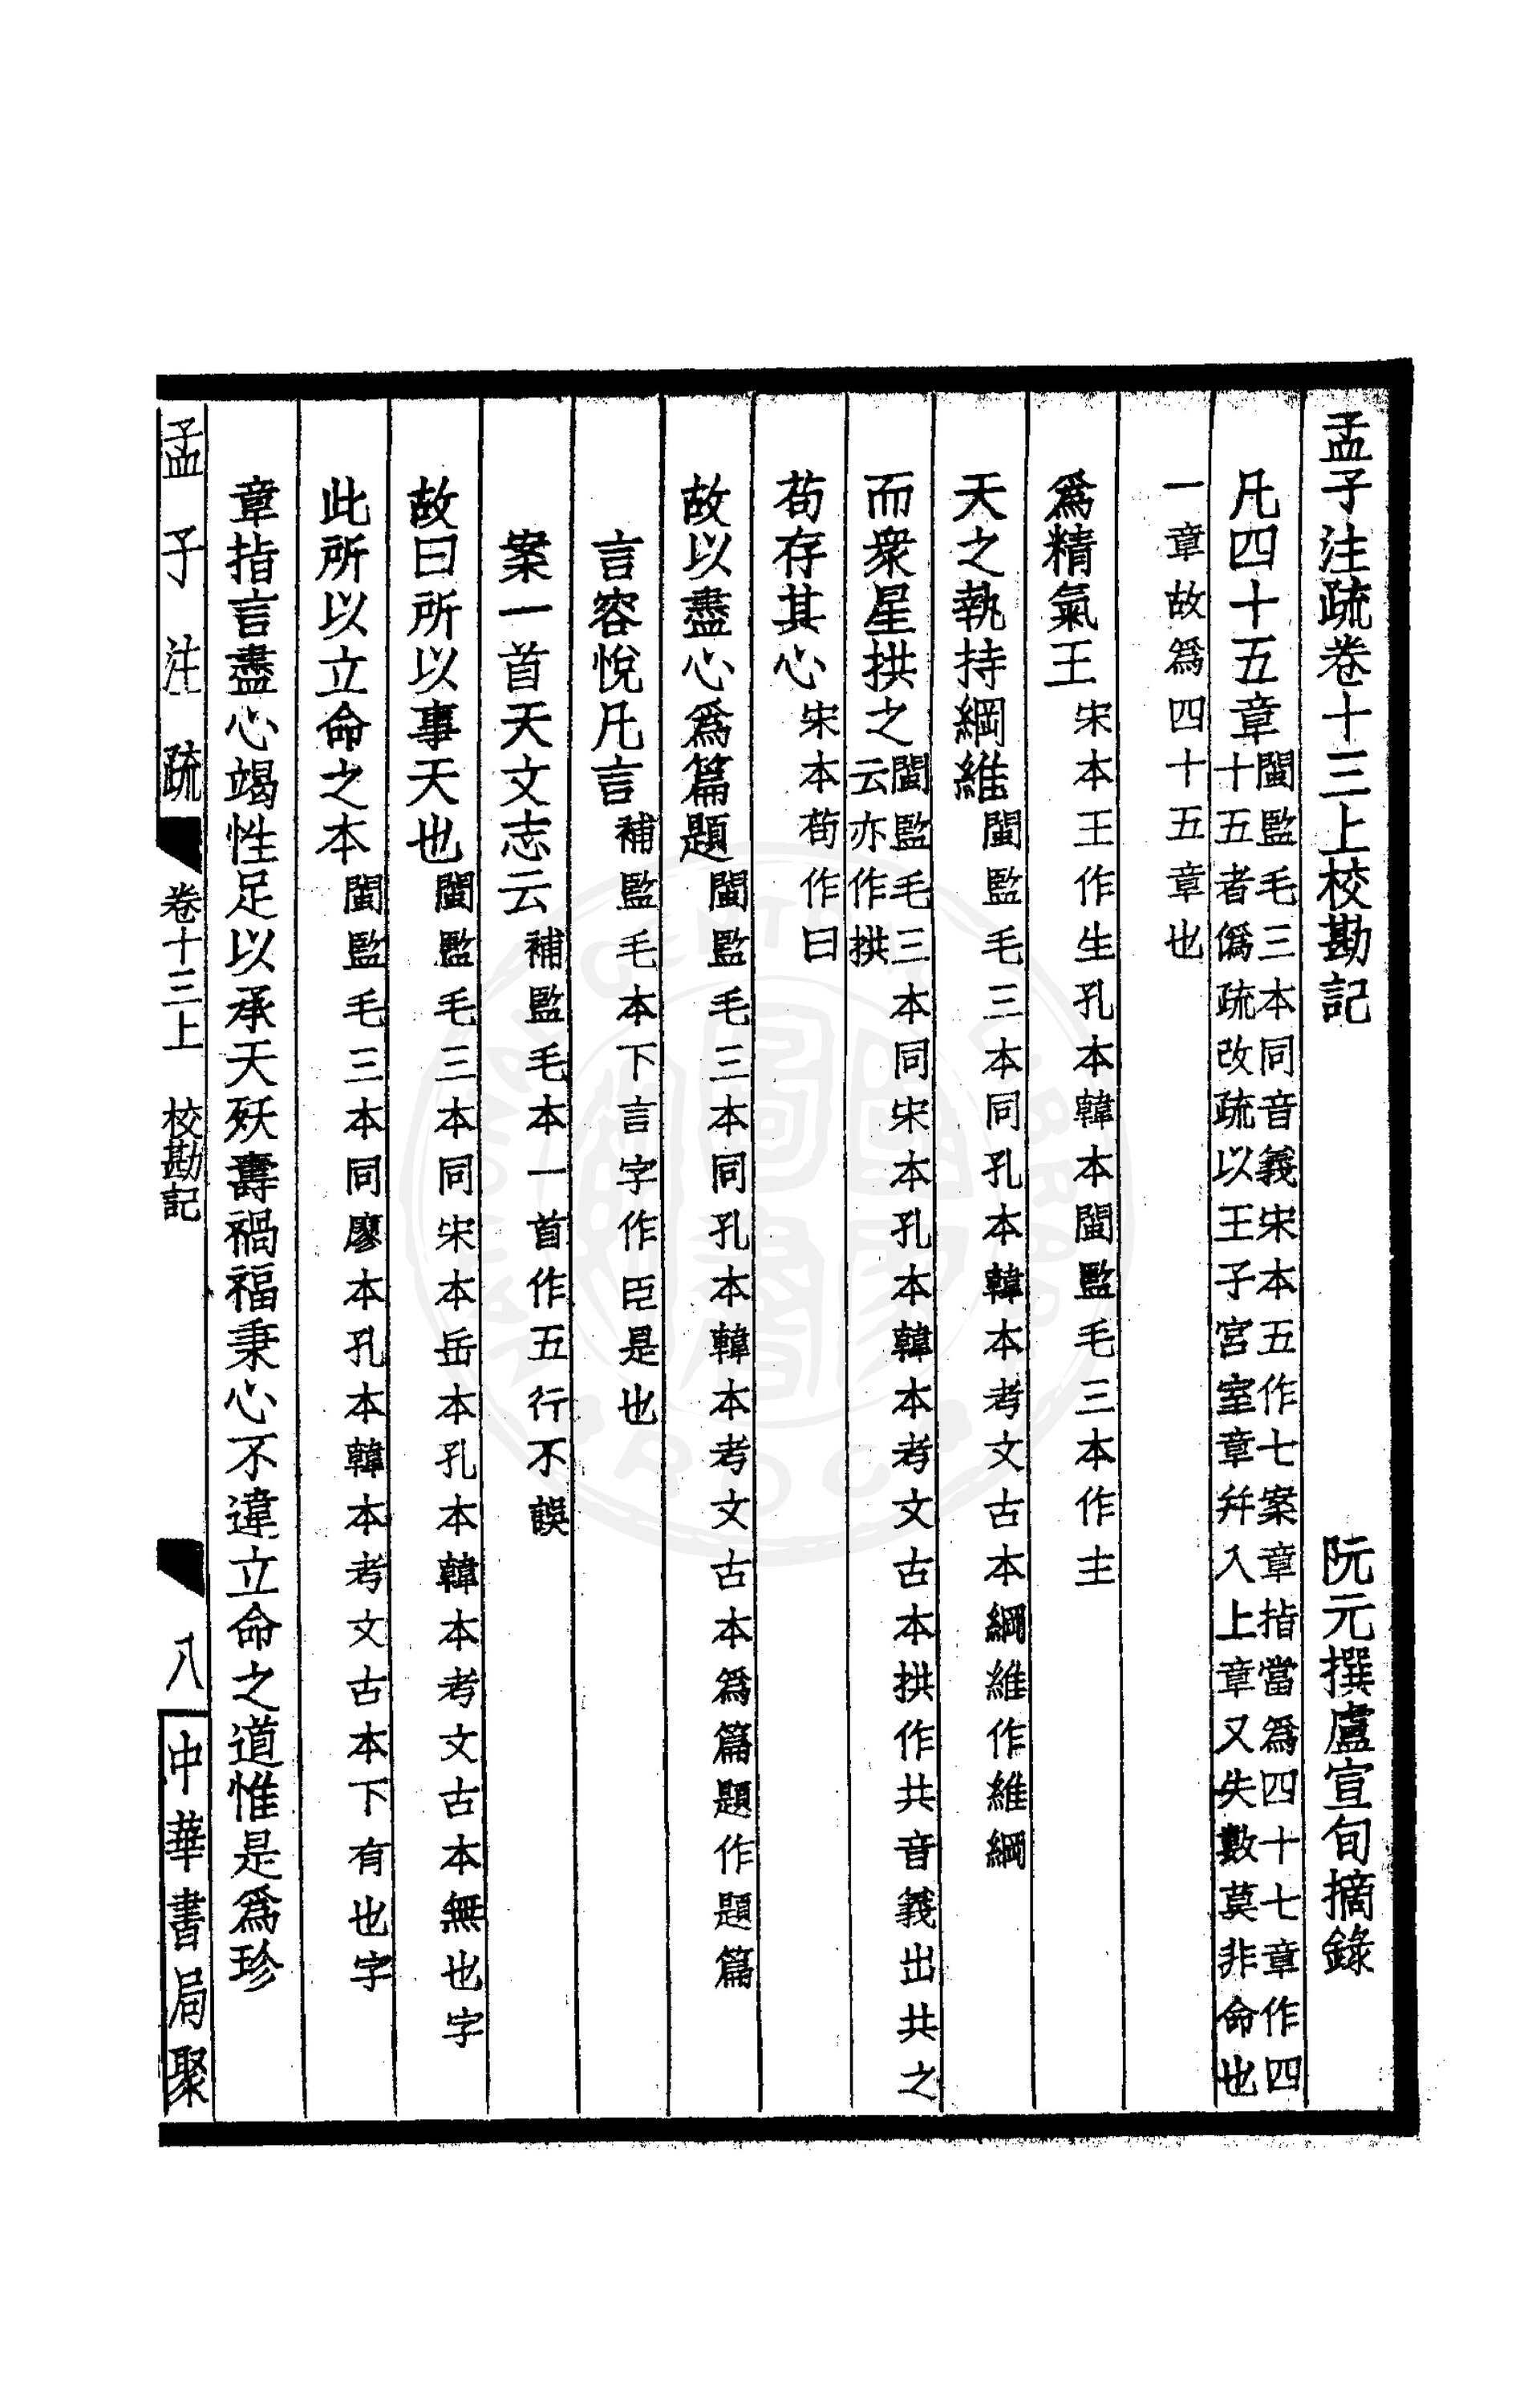 孟子注疏卷十三上校勘記　阮元撰盧宣旬摘錄
凡四十五章閩監毛三本同音義宋本五作七案章指當爲四十七章作四
十五者僞疏改疏以王子宮室章幷入上章又失數莫非命也
一章故爲四十五章也
爲精氣王宋本王作生孔本韓本閩監毛三本作主
天之執持綱維閩監毛三本同孔本韓本考文古本綱維作維綱
而衆星拱之閩監毛三本同宋本孔本韓本考文古本拱作共音義出共之
云亦作拱
苟存其心宋本苟作曰
故以盡心爲篇題閩監毛三本同孔本韓本考文古本爲篇題作題篇
言容悅凡言補監毛本下言字作臣是也
案一首天文志云補監毛本一首作五行不誤
故曰所以事天也閩監毛三本同宋本岳本孔本韓本考文古本無也字
此所以立命之本閩監毛三本同廖本孔本韓本考文古本下有也字
章指言盡心竭性足以承天殀壽禍福秉心不違立命之道惟是爲珍
孟子注疏　卷十三上　校勘記　八　中華書局聚